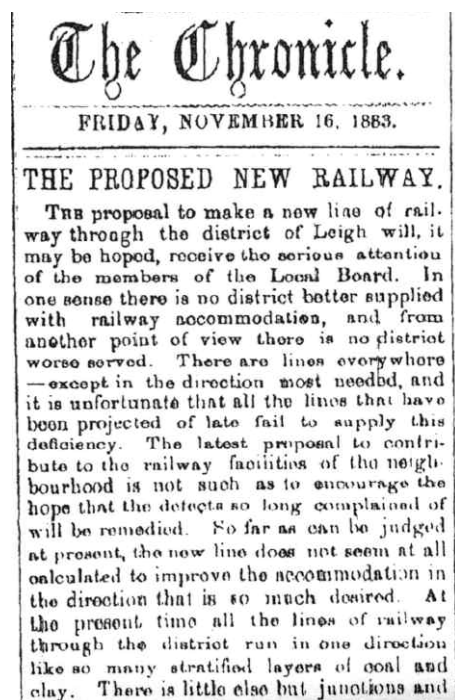 The Chronicle.
FRIDAY, NOVEMBER 16, 1883.
THE PROPOSED NEW RAILWAY.
THE proposal to make a new line of rail-
way through the district of Leigh will, it
may be hoped, receive the serious attention
of the members of the Local Board. In
one sense there is no district better supplied
with railway accommodation, and from
another point of view there is no district
worse served. There are lines everywhere
—except in the direction most needed, and
it is unfortunate that all the lines that have
been projected of late fail to supply this
deficiency. The latest proposal to contri-
bute to the railway facilities of the neigh-
bourhood is not such as to encourage the
hope that the defects so long complained of
will be remedied. So far as can be judged
at present, the new line does not seem at all
calculated to improve the accommodation in
the direction that is so much desired. At
the present time all the lines of railway
through the district run in one direction
like so many stratified layers of coal and
clay. There is little else but junctions and